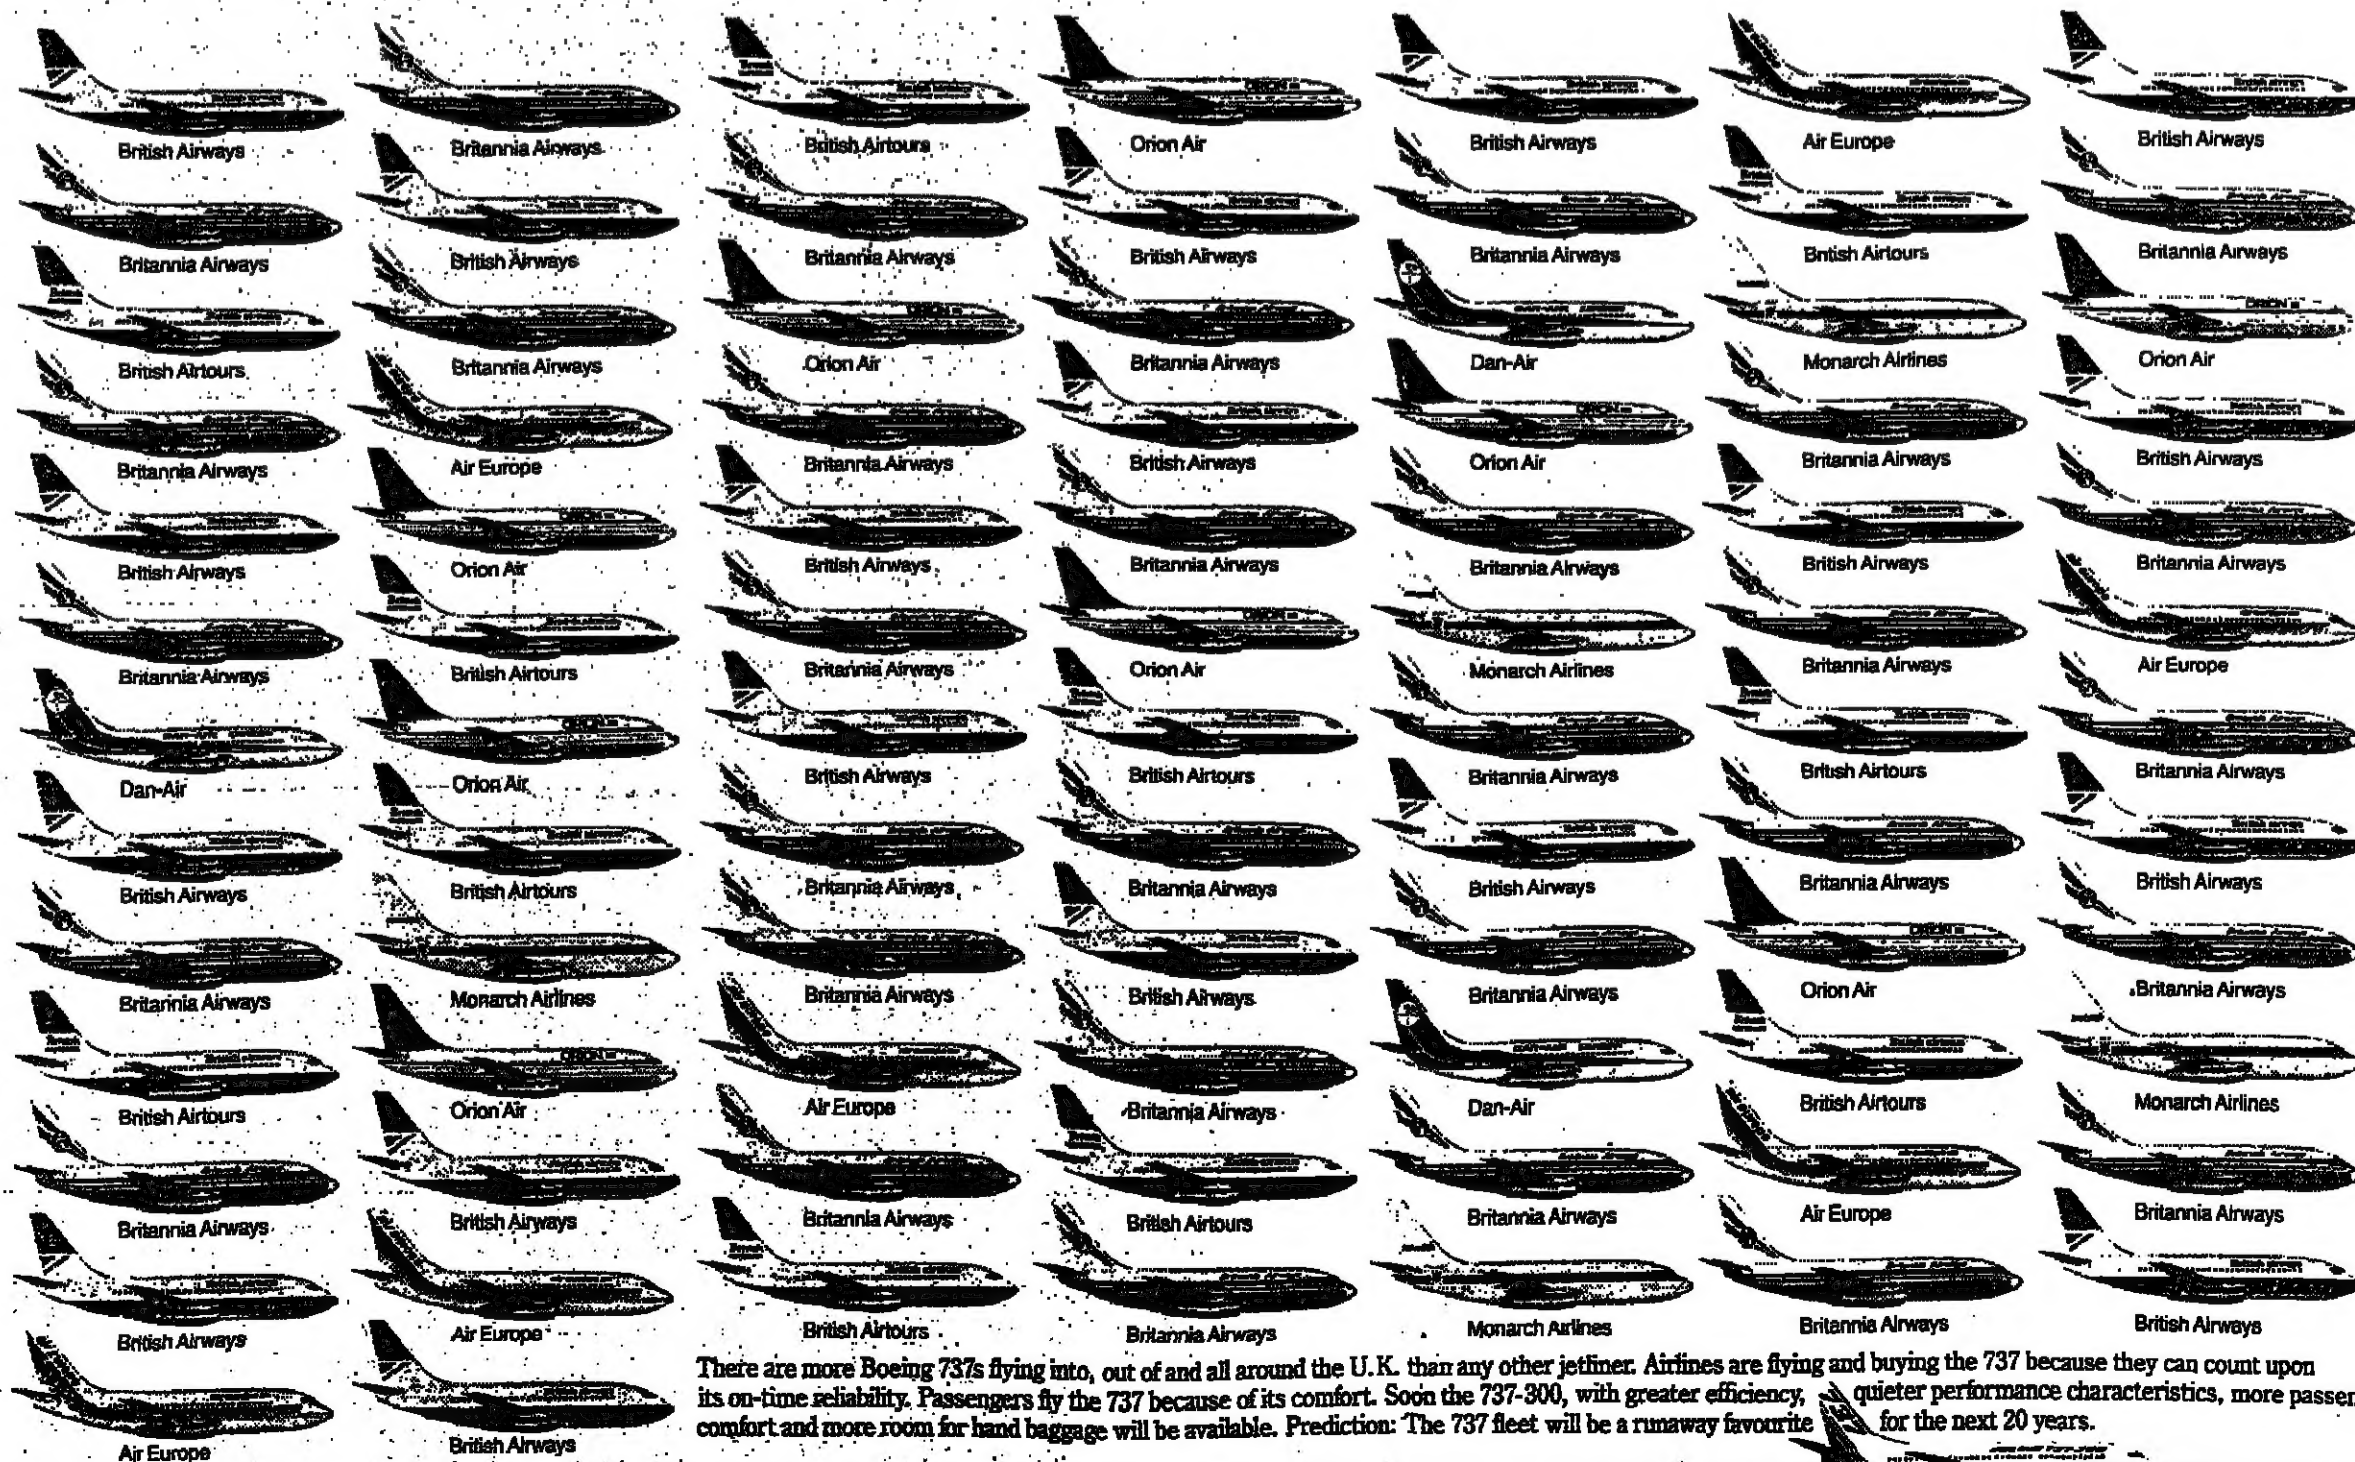 British Airways Britannia Airways British Airtours Orion Air British Airways Air Europe British Airways
Britannia Airways British Airways Britannia Airways British Airways Britannia Airways British Airtours Britannia Airways
British Airtours Britannia Airways Orion Air Britannia Airways Dan-Air Monarch Airlines Orion Air
Britannia Airways Air Europe Britannia Airways British Airways Orion Air Britannia Airways British Airways
British Airways Orion Air British Airways Britannia Airways Britannia Airways British Airways Britannia Airways
Britannia Airways British Airtours Britannia Airways Orion Air Monarch Airlines Britannia Airways Air Europe
Dan-Air Orion Air British Airways British Airtours Britannia Airways British Airtours Britannia Airways
British Airways British Airtours Britannia Airways Britannia Airways British Airways Britannia Airways British Airways
Britannia Airways Monarch Airlines Britannia Airways British Airways Britannia Airways Orion Air Britannia Airways
British Airtours Orion Air Air Europe Britannia Airways Dan-Air British Airtours Monarch Airlines
Britannia Airways British Airways Britannia Airways British Airtours Britannia Airways Air Europe Britannia Airways
British Airways Air Europe British Airtours Britannia Airways Monarch Airlines Britannia Airways British Airways
Air Europe British Airways
There are more Boeing 737s flying into, out of and all around the U.K. than any other jetliner. Airlines are flying and buying the 737 because they can count upon
its on-time reliability. Passengers fly the 737 because of its comfort. Soon the 737-300, with greater efficiency, quieter performance characteristics, more passen
comfort and more room for hand baggage will be available. Prediction: The 737 fleet will be a runaway favourite for the next 20 years.